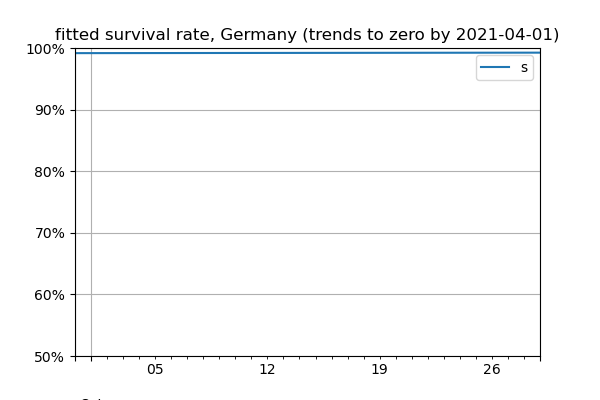 fitted survival rate, Germany (trends to zero by 2021-04-01)
100%
s
90%
80%
70%
60%
50%
05 12 19 26